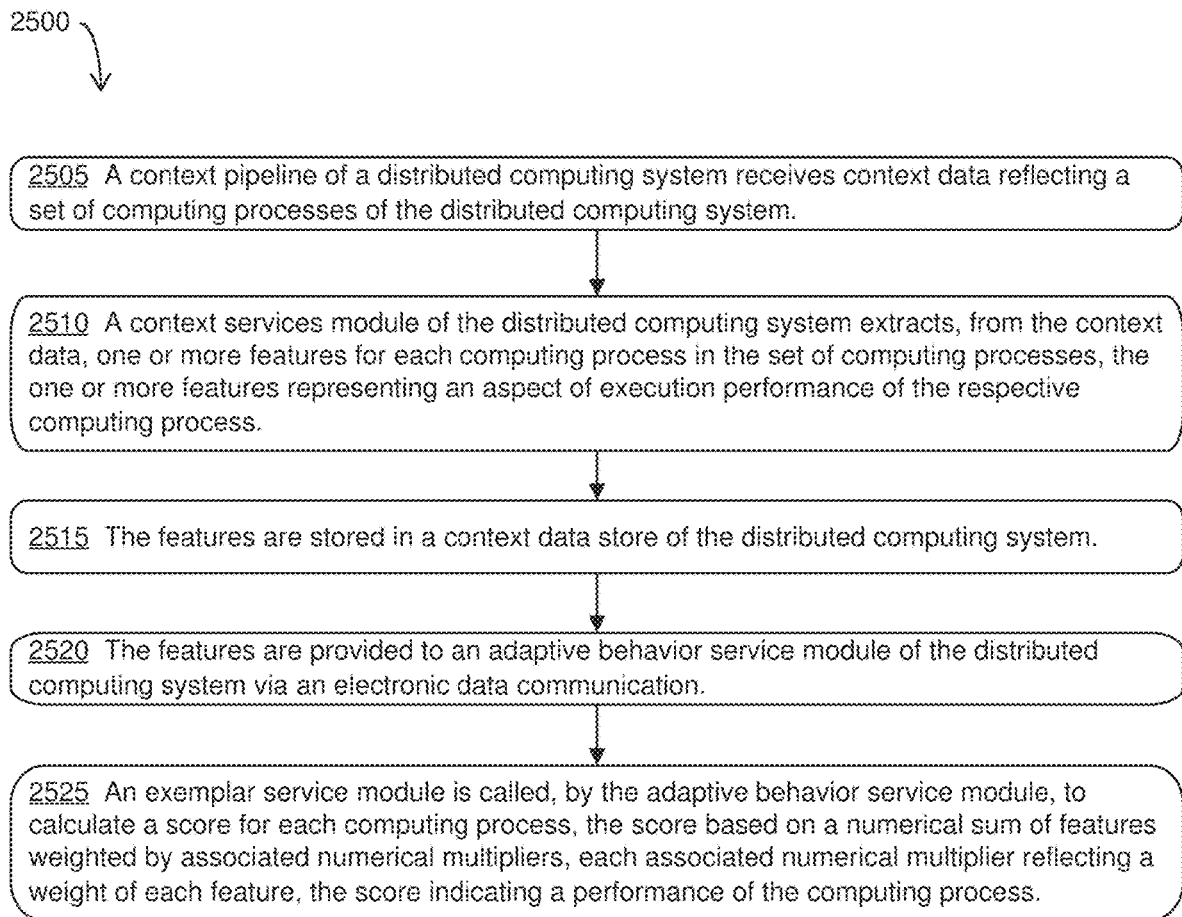 2500
2505 A context pipeline of a distributed computing system receives context data reflecting a
set of computing processes of the distributed computing system.
2510 A context services module of the distributed computing system extracts, from the context
data, one or more features for each computing process in the set of computing processes, the
one or more features representing an aspect of execution performance of the respective
computing process.
2515 The features are stored in a context data store of the distributed computing system.
2520 The features are provided to an adaptive behavior service module of the distributed
computing system via an electronic data communication.
2525 An exemplar service module is called, by the adaptive behavior service module, to
calculate a score for each computing process, the score based on a numerical sum of features
weighted by associated numerical multipliers, each associated numerical multiplier reflecting a
weight of each feature, the score indicating a performance of the computing process.